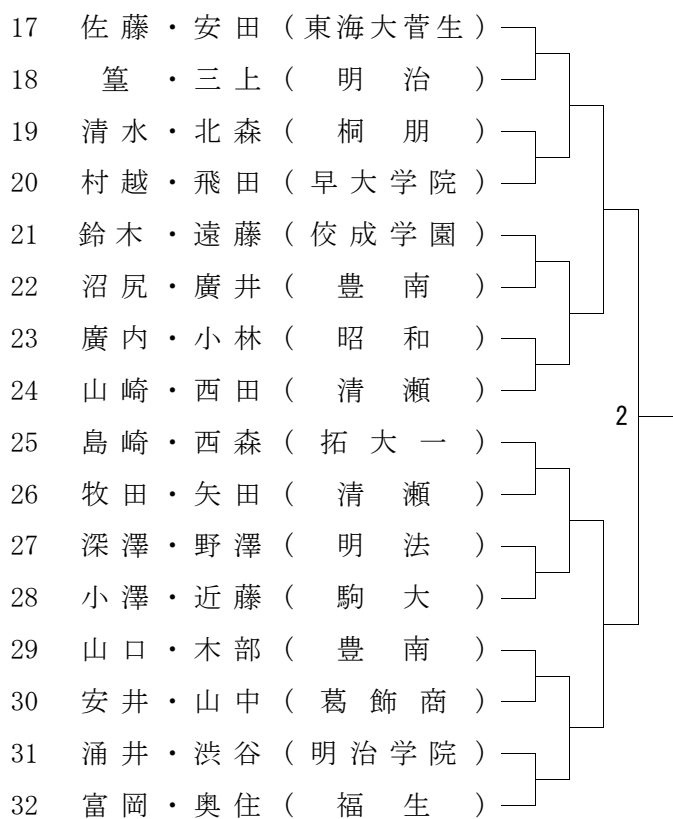 17 佐藤・安田（東海大菅生）
18 篁・三上（明治）
19 清水・北森（桐朋）
20 村越・飛田（早大学院）
21 鈴木・遠藤（佼成学園）
22 沼尻・廣井（豊南）
23 廣内・小林（昭和）
24 山崎・西田（清瀬）
2
25 島崎・西森（拓大一）
26 牧田・矢田（清瀬）
27 深澤・野澤（明法）
28 小澤・近藤（駒大）
29 山口・木部（豊南）
30 安井・山中（葛飾商）
31 涌井・渋谷（明治学院）
32 富岡・奥住（福生）